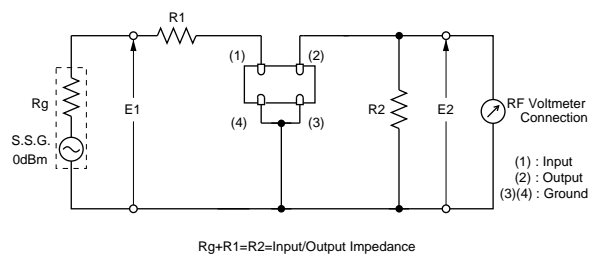 R1
(1)
(2)
Rg
E1
R2
E2
RF Voltmeter
Connection
(4)
(3)
S.S.G.
0dBm
(1) : Input
(2) : Output
(3)(4) : Ground
Rg+R1=R2=Input/Output Impedance